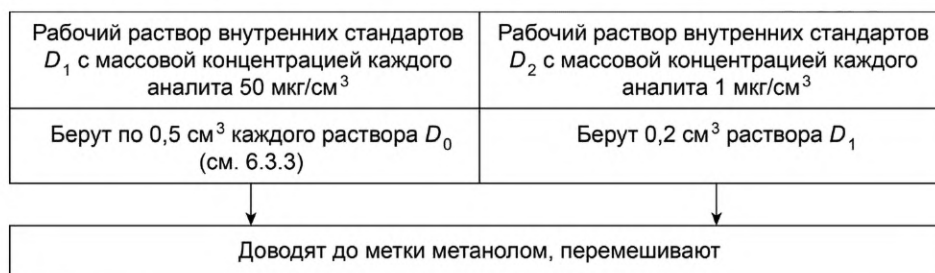 Рабочий раствор внутренних стандартов
D₁ с массовой концентрацией каждого
аналита 50 мкг/см³
Рабочий раствор внутренних стандартов
D₂ с массовой концентрацией каждого
аналита 1 мкг/см³
Берут по 0,5 см³ каждого раствора D₀
(см. 6.3.3)
Берут 0,2 см³ раствора D₁
Доводят до метки метанолом, перемешивают